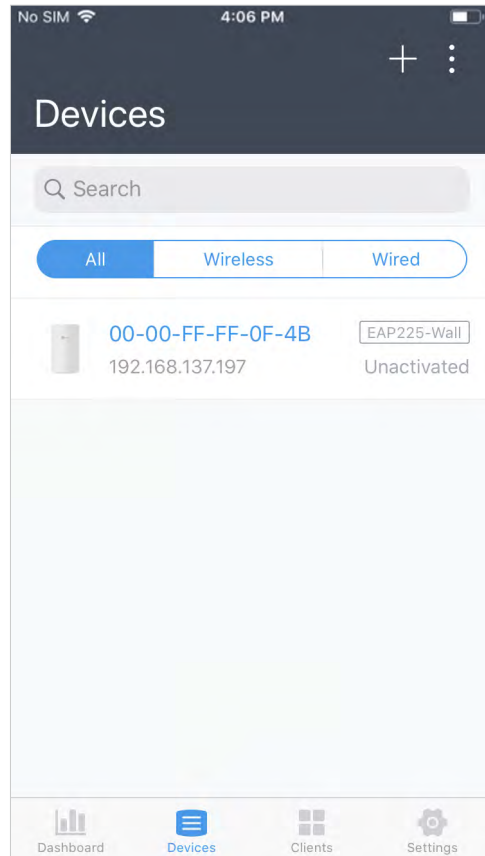 No SIM 4:06 PM
Devices
Search
All Wireless Wired
00-00-FF-FF-0F-4B EAP225-Wall
192.168.137.197 Unactivated
Dashboard Devices Clients Settings